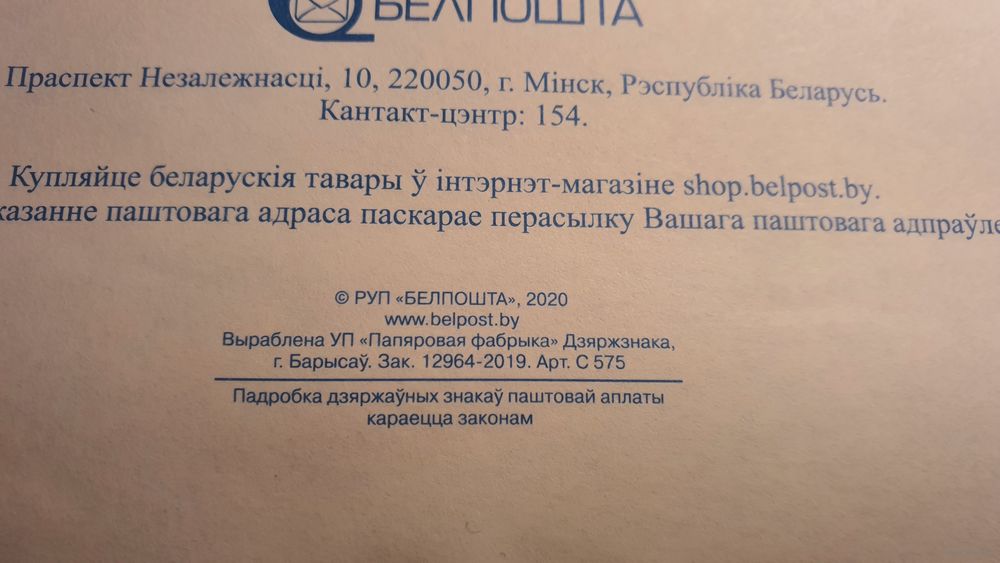 БЕЛПОШТА
Праспект Незалежнасці, 10, 220050, г. Мінск, Рэспубліка Беларусь.
Кантакт-цэнтр: 154.
Купляйце беларускія тавары ў інтэрнэт-магазіне shop.belpost.by.
паштовага адраса паскарае перасылку Вашага паштовага
© РУП «БЕЛПОШТА», 2020
www.belpost.by
Выраблена УП «Папяровая фабрыка» Дзяржзнака,
г. Барысаў. Зак. 12964-2019. Арт. С 575
Падробка дзяржаўных знакаў паштовай аплаты
караецца законам